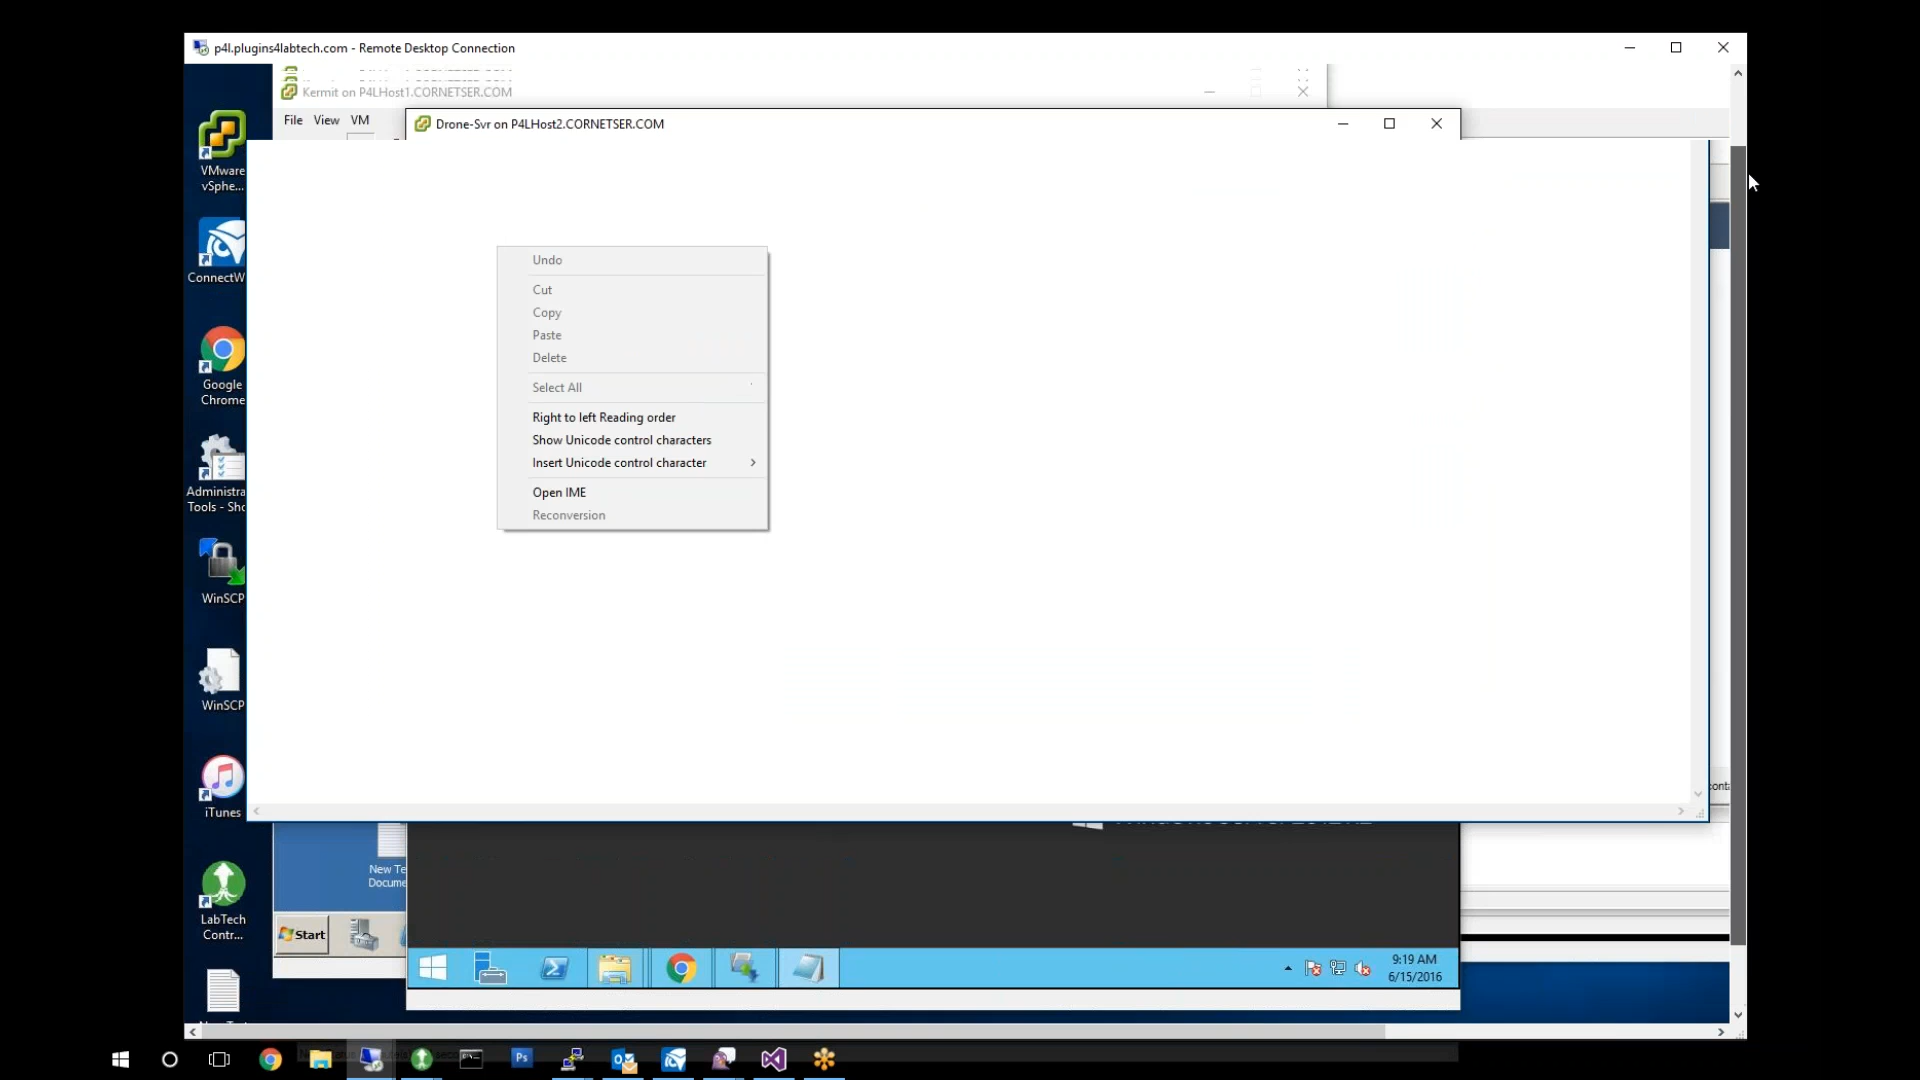 p4l.plugins4labtech.com - Remote Desktop Connection
Kermit on P4LHost1.CORNETSER.COM
File View VM
Drone-Svr on P4LHost2.CORNETSER.COM
VMware
vSphe...
ConnectW
Google
Chrome
Administra
Tools - Sho
WinSCP
WinSCP
iTunes
LabTech
Contr...
Undo
Cut
Copy
Paste
Delete
Select All
Right to left Reading order
Show Unicode control characters
Insert Unicode control character
Open IME
Reconversion
conta
New Te
Docume
Start
9:19 AM
6/15/2016
Ps